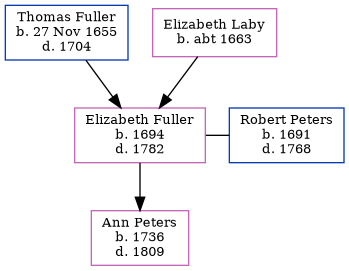 Thomas Fuller
b. 27 Nov 1655
d. 1704
Elizabeth Laby
b. abt 1663
Elizabeth Fuller
b. 1694
d. 1782
Robert Peters
b. 1691
d. 1768
Ann Peters
b. 1736
d. 1809